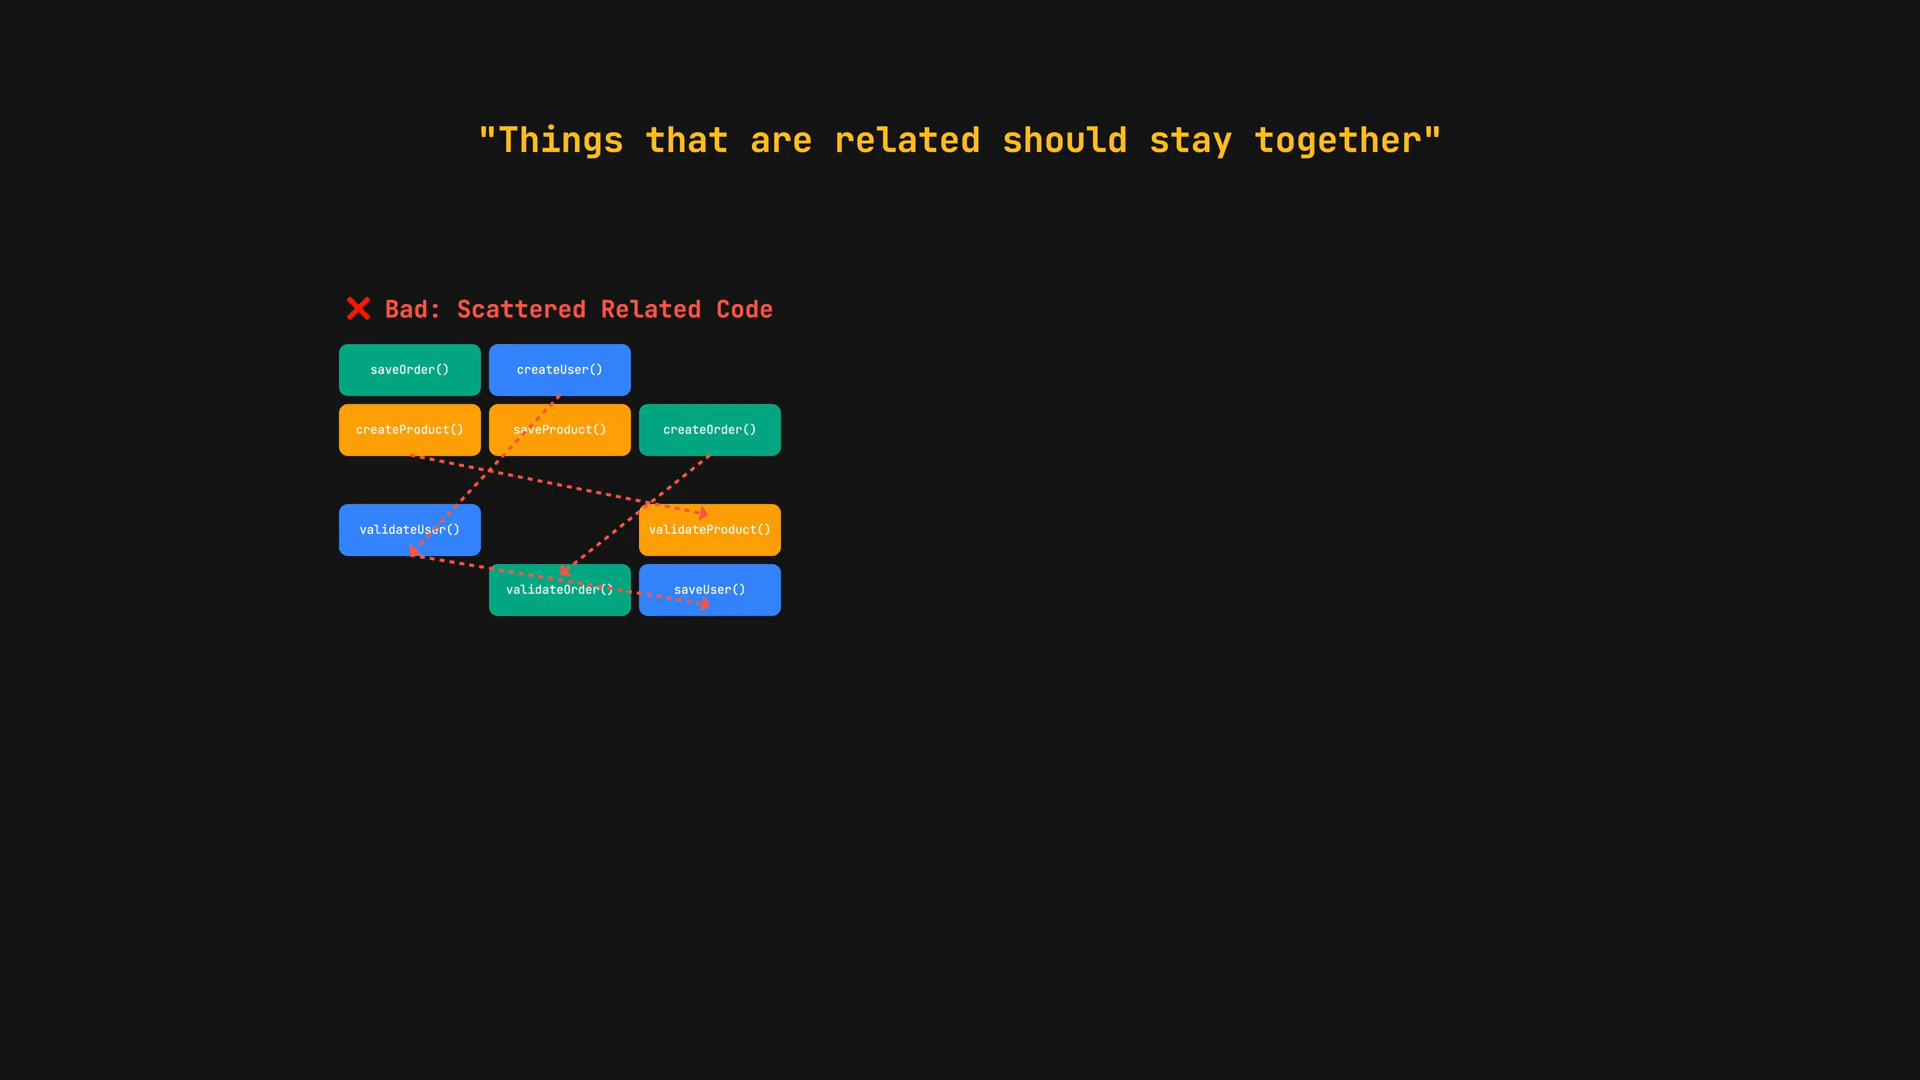 "Things that are related should stay together"
❌ Bad: Scattered Related Code
saveOrder() createUser()
createProduct() saveProduct() createOrder()
validateUser() validateProduct()
validateOrder() saveUser()